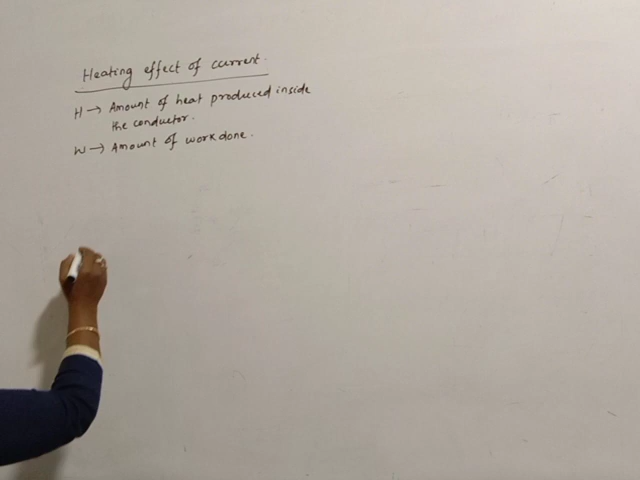 Heating effect of current.
H → Amount of heat produced inside
the conductor.
W → Amount of work done.